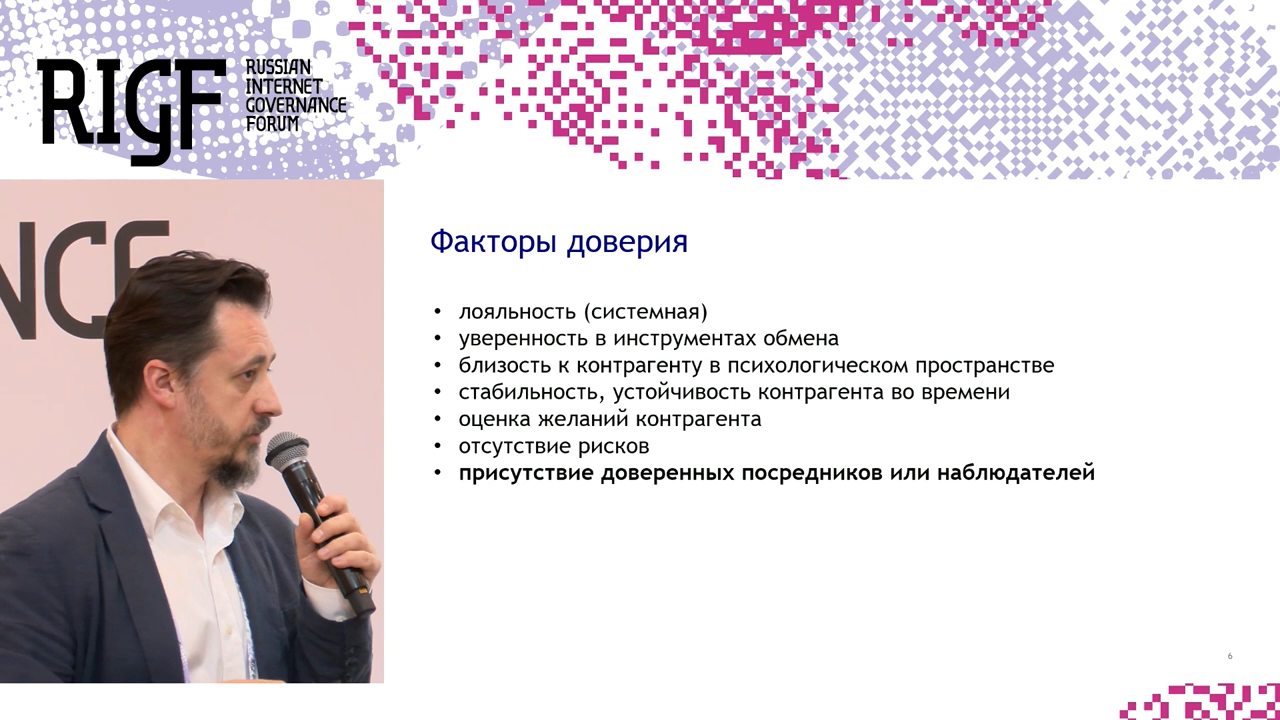 RIGF
RUSSIAN
INTERNET
GOVERNANCE
FORUM
NCE
Факторы доверия
• лояльность (системная)
• уверенность в инструментах обмена
• близость к контрагенту в психологическом пространстве
• стабильность, устойчивость контрагента во времени
• оценка желаний контрагента
• отсутствие рисков
• присутствие доверенных посредников или наблюдателей
6